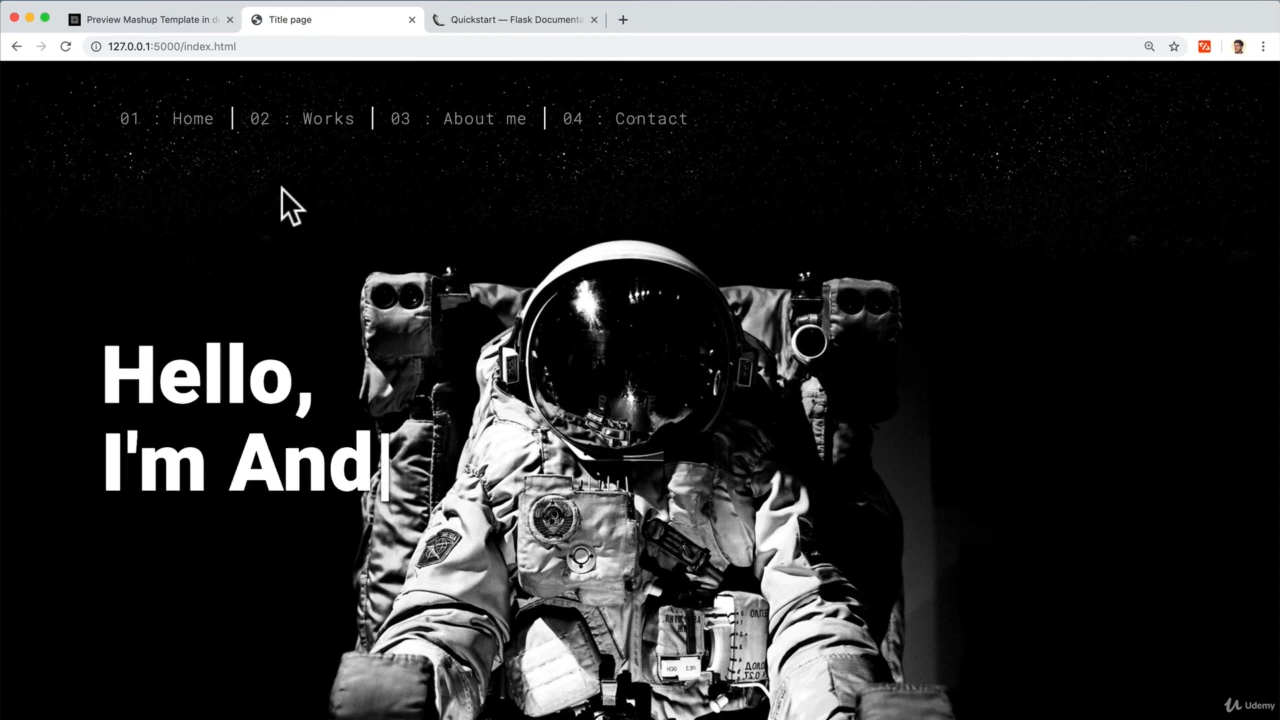 Preview Mashup Template in d
Title page
Quickstart — Flask Documenta
127.0.0.1:5000/index.html
01 : Home
02 : Works
03 : About me
04 : Contact
Hello,
I'm And
Udemy